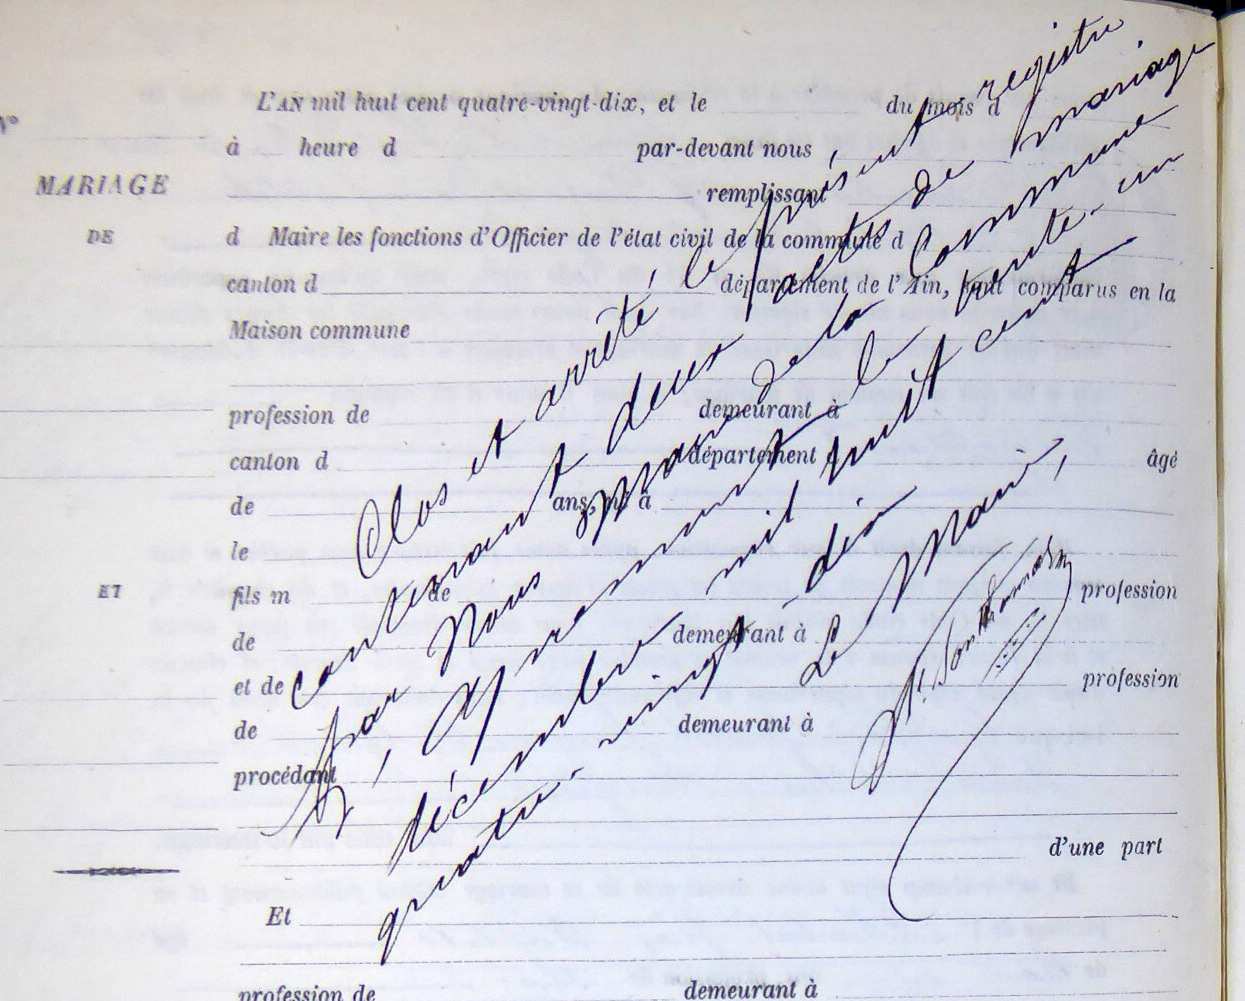 N°
MARIAGE
DE
ET
L'AN mil huit cent quatre-vingt-dix, et le du mois d
à heure d par-devant nous
remplissant
d Maire les fonctions d'Officier de l'état civil de la commune d
canton d département de l'Ain, sont comparus en la
Maison commune
profession de demeurant à
canton d département d âgé
de ans, né à
le
fils m de profession
de demeurant à
et de profession
de demeurant à
procédant
d'une part
Et
profession de demeurant à
Clos et arrêté, le présent registre
contenant deux actes de mariage
par Nous Maire de la Commune
d', Apremont le trente-un
décembre mil huit cent
quatre-vingt-dix
Le Maire,